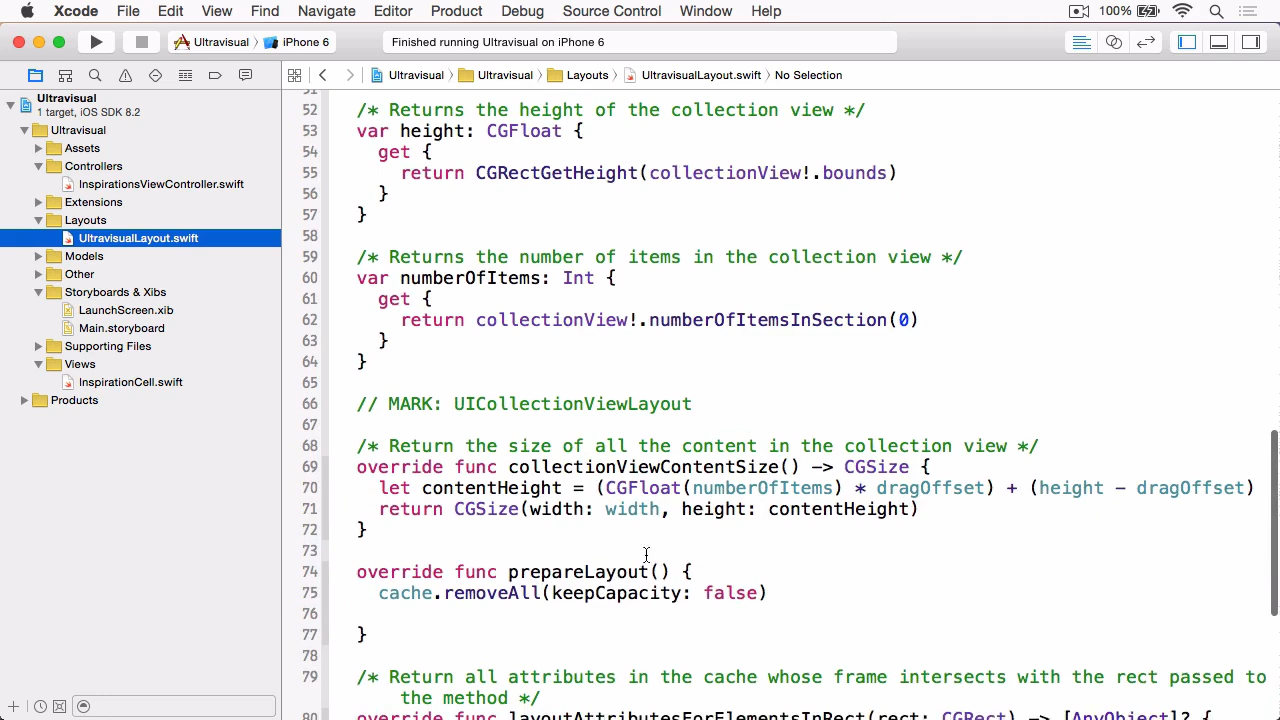 Xcode File Edit View Find Navigate Editor Product Debug Source Control Window Help 100%
Ultravisual iPhone 6 Finished running Ultravisual on iPhone 6
Ultravisual Ultravisual Layouts UltravisualLayout.swift No Selection
Ultravisual
1 target, iOS SDK 8.2
Ultravisual
Assets
Controllers
InspirationsViewController.swift
Extensions
Layouts
UltravisualLayout.swift
Models
Other
Storyboards & Xibs
LaunchScreen.xib
Main.storyboard
Supporting Files
Views
InspirationCell.swift
Products
51
52 /* Returns the height of the collection view */
53 var height: CGFloat {
54 get {
55 return CGRectGetHeight(collectionView!.bounds)
56 }
57 }
58
59 /* Returns the number of items in the collection view */
60 var numberOfItems: Int {
61 get {
62 return collectionView!.numberOfItemsInSection(0)
63 }
64 }
65
66 // MARK: UICollectionViewLayout
67
68 /* Return the size of all the content in the collection view */
69 override func collectionViewContentSize() -> CGSize {
70 let contentHeight = (CGFloat(numberOfItems) * dragOffset) + (height - dragOffset)
71 return CGSize(width: width, height: contentHeight)
72 }
73
74 override func prepareLayout() {
75 cache.removeAll(keepCapacity: false)
76
77 }
78
79 /* Return all attributes in the cache whose frame intersects with the rect passed to
the method */
80 override func layoutAttributesForElementsInRect(rect: CGRect) -> [AnyObject]? {